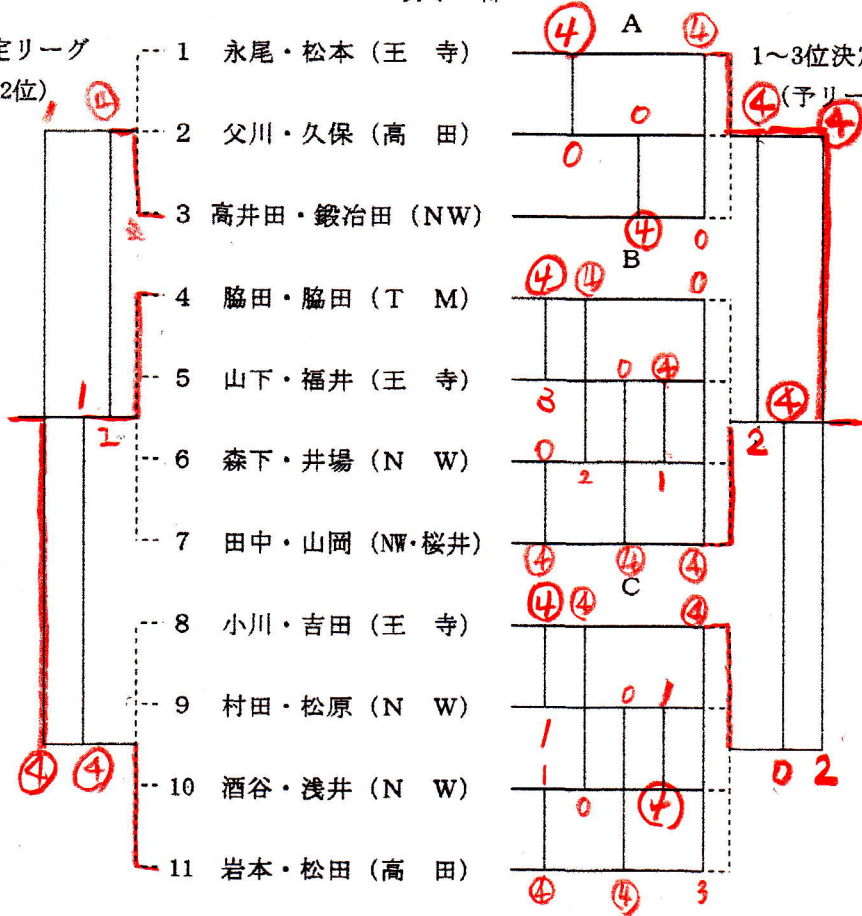 A
定リーグ
2位)
1〜3位決定
(予リー
1 永尾・松本 (王 寺)
2 父川・久保 (高 田)
3 高井田・鍛冶田 (NW)
B
4 脇田・脇田 (T M)
5 山下・福井 (王 寺)
6 森下・井場 (N W)
7 田中・山岡 (NW・桜井)
C
8 小川・吉田 (王 寺)
9 村田・松原 (N W)
10 酒谷・浅井 (N W)
11 岩本・松田 (高 田)
1 ④
④ ④
④ ④
0
0
④ 0
④ ④ 0
3 0 ④
1 2
0 2 1
2 ④
④ ④ ④
④ ④ ④
0 1
1
④ ④
0 2
1 0 ④
④ ④ 3